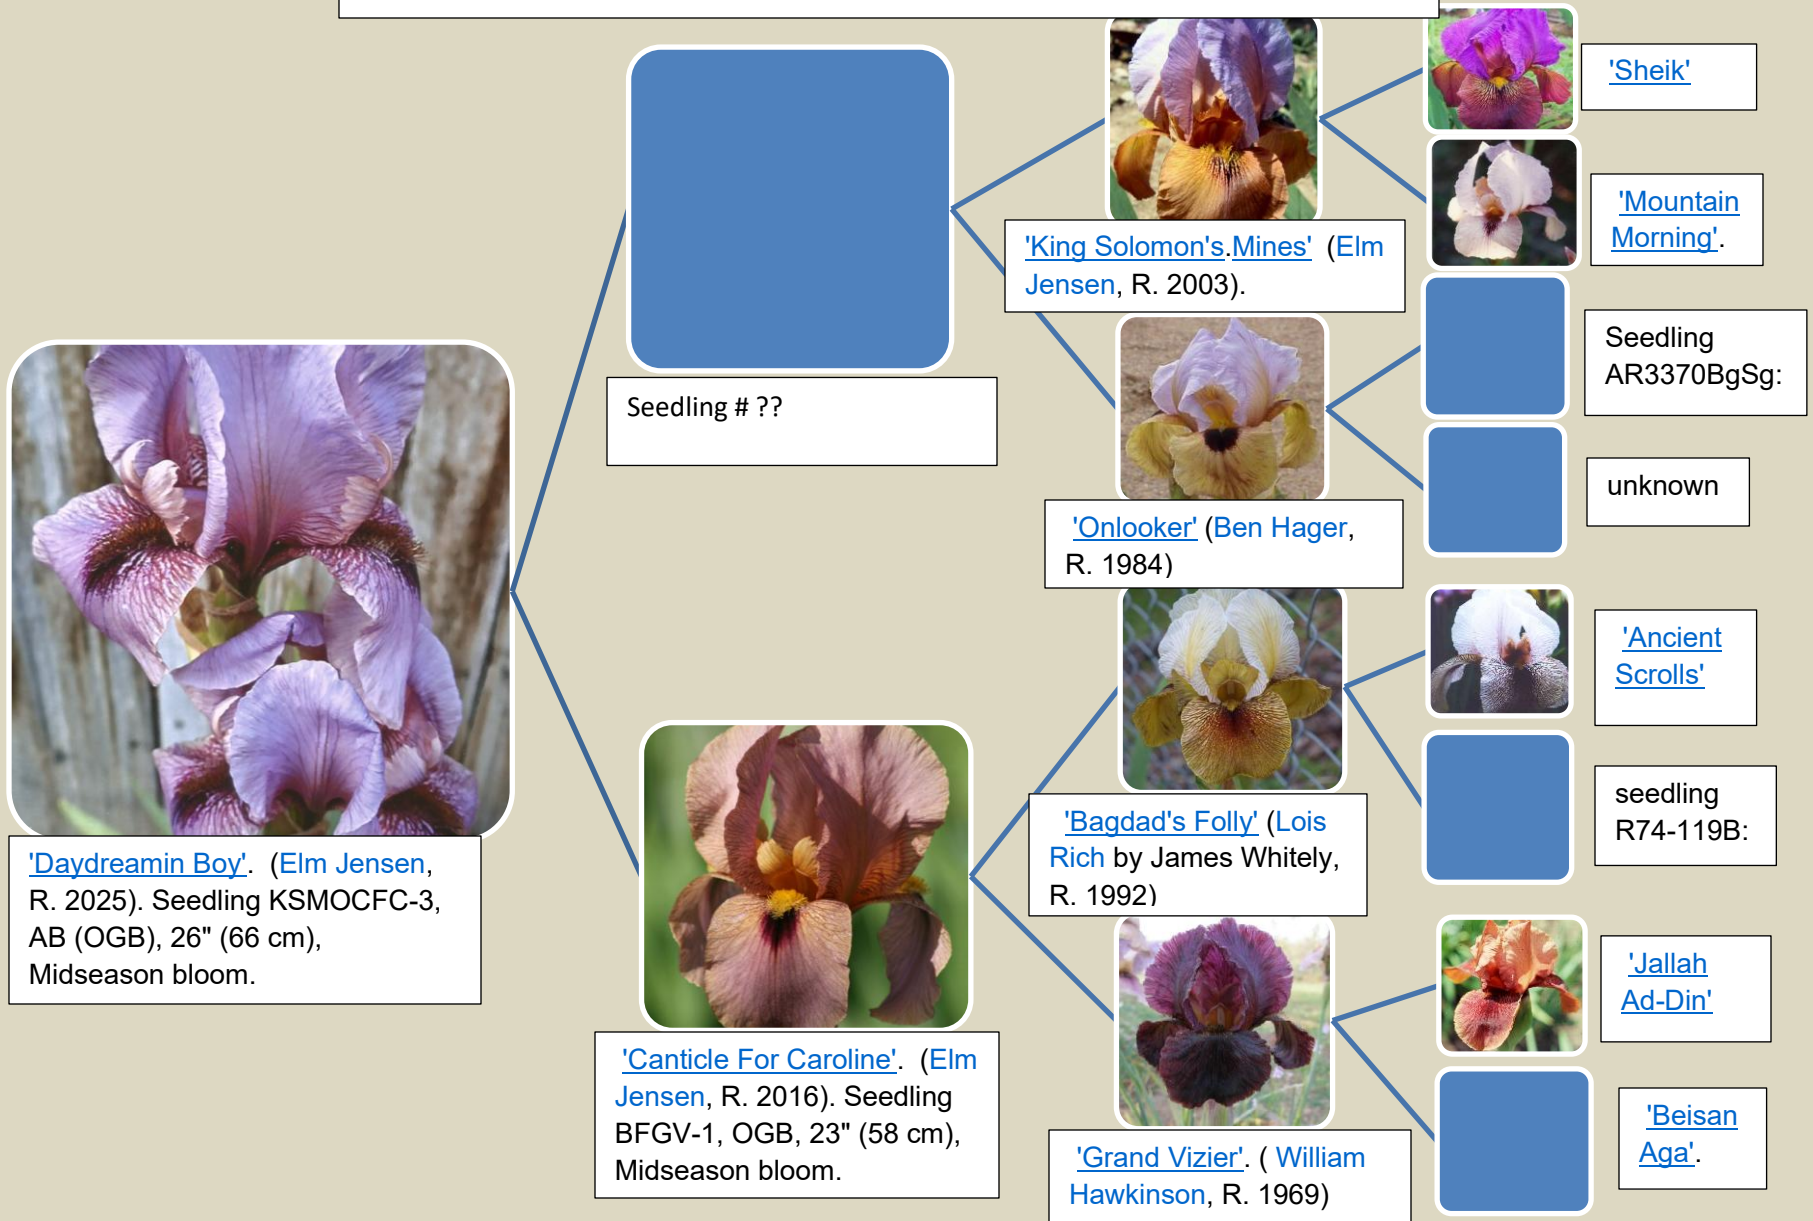 'Sheik'
'Mountain
Morning'.
'King Solomon's.Mines'  (Elm
Jensen, R. 2003).
Seedling
AR3370BgSg:
Seedling # ??
unknown
'Onlooker' (Ben Hager,
R. 1984)
'Ancient
Scrolls'
seedling
R74-119B:
'Bagdad's Folly' (Lois
Rich by James Whitely,
R. 1992)
'Daydreamin Boy'.  (Elm Jensen,
R. 2025). Seedling KSMOCFC-3,
AB (OGB), 26" (66 cm),
Midseason bloom.
'Jallah
Ad-Din'
'Canticle For Caroline'.  (Elm
Jensen, R. 2016). Seedling
BFGV-1, OGB, 23" (58 cm),
Midseason bloom.
'Beisan
Aga'.
'Grand Vizier'. ( William
Hawkinson, R. 1969)